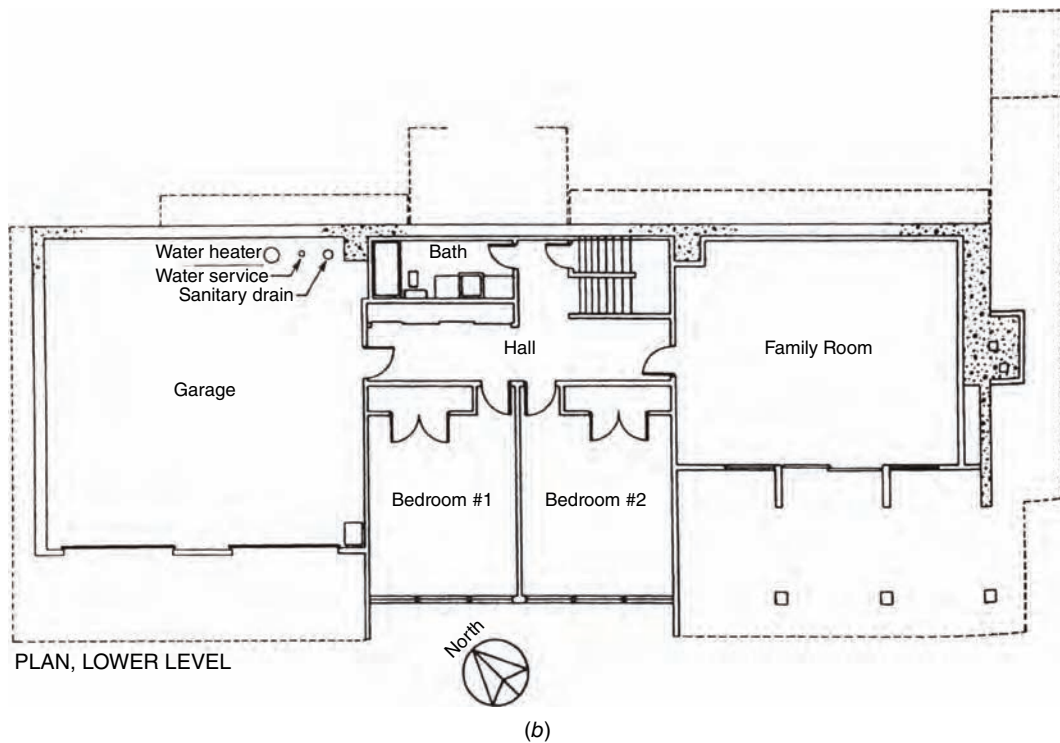 Water heater
Bath
Water service
Sanitary drain
Hall
Family Room
Garage
Bedroom #1
Bedroom #2
North
PLAN, LOWER LEVEL
(b)